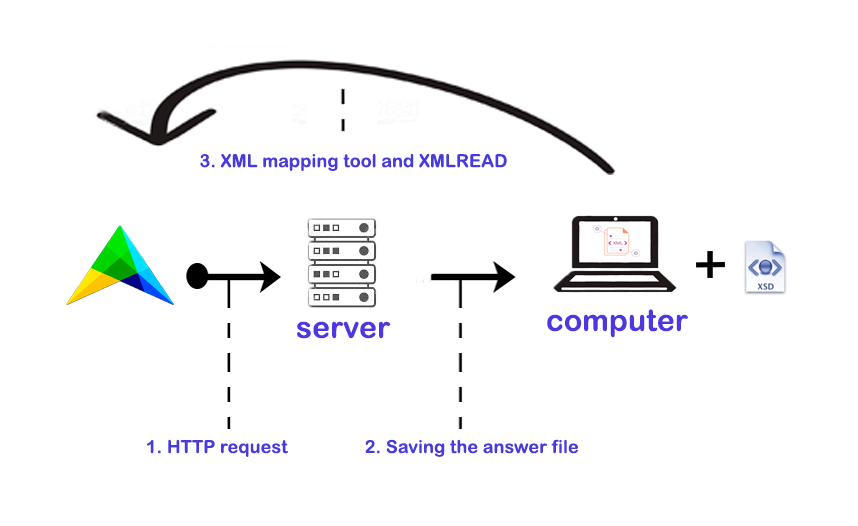 3. XML mapping tool and XMLREAD
XML
XSD
server
computer
1. HTTP request
2. Saving the answer file